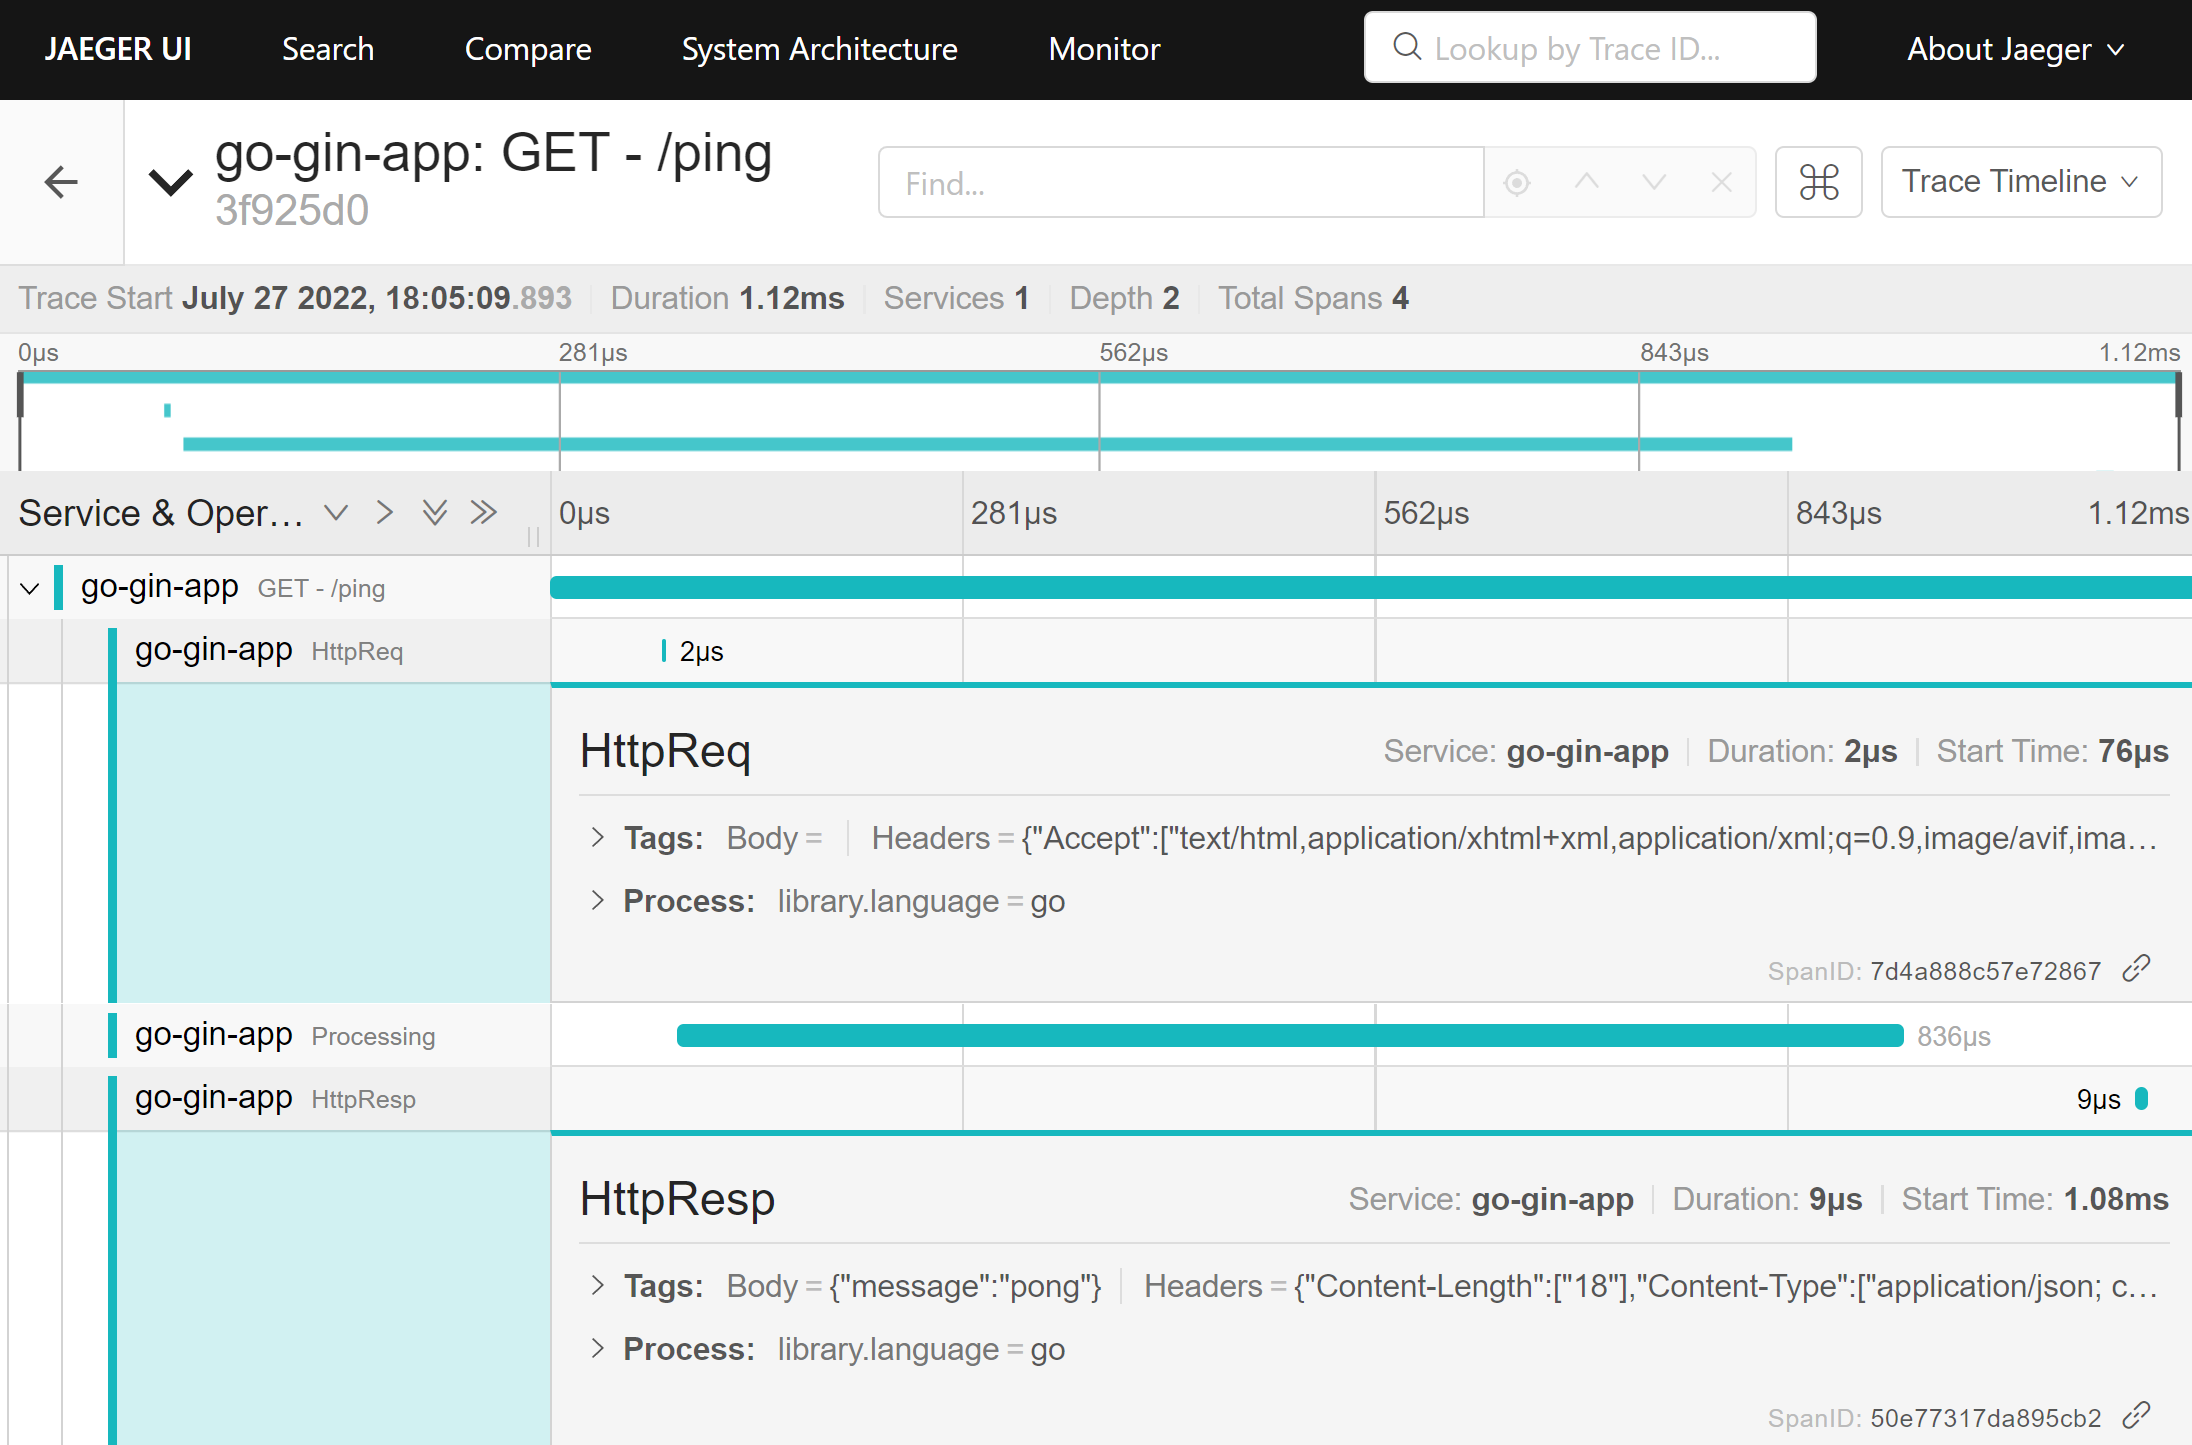 JAEGER UI Search Compare System Architecture Monitor Lookup by Trace ID... About Jaeger
go-gin-app: GET - /ping
3f925d0
Find...
Trace Timeline
Trace Start July 27 2022, 18:05:09.893 Duration 1.12ms Services 1 Depth 2 Total Spans 4
0μs 281μs 562μs 843μs 1.12ms
Service & Oper... 0μs 281μs 562μs 843μs 1.12ms
go-gin-app GET - /ping
go-gin-app HttpReq 2μs
HttpReq Service: go-gin-app Duration: 2μs Start Time: 76μs
Tags: Body = Headers = {"Accept":["text/html,application/xhtml+xml,application/xml;q=0.9,image/avif,ima...
Process: library.language = go
SpanID: 7d4a888c57e72867
go-gin-app Processing 836μs
go-gin-app HttpResp 9μs
HttpResp Service: go-gin-app Duration: 9μs Start Time: 1.08ms
Tags: Body = {"message":"pong"} Headers = {"Content-Length":["18"],"Content-Type":["application/json; c...
Process: library.language = go
SpanID: 50e77317da895cb2